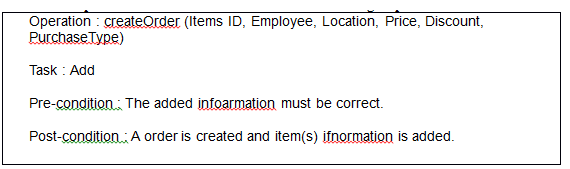 Operation : createOrder (Items ID, Employee, Location, Price, Discount,
PurchaseType)
Task : Add
Pre-condition : The added infoarmation must be correct.
Post-condition : A order is created and item(s) ifnormation is added.